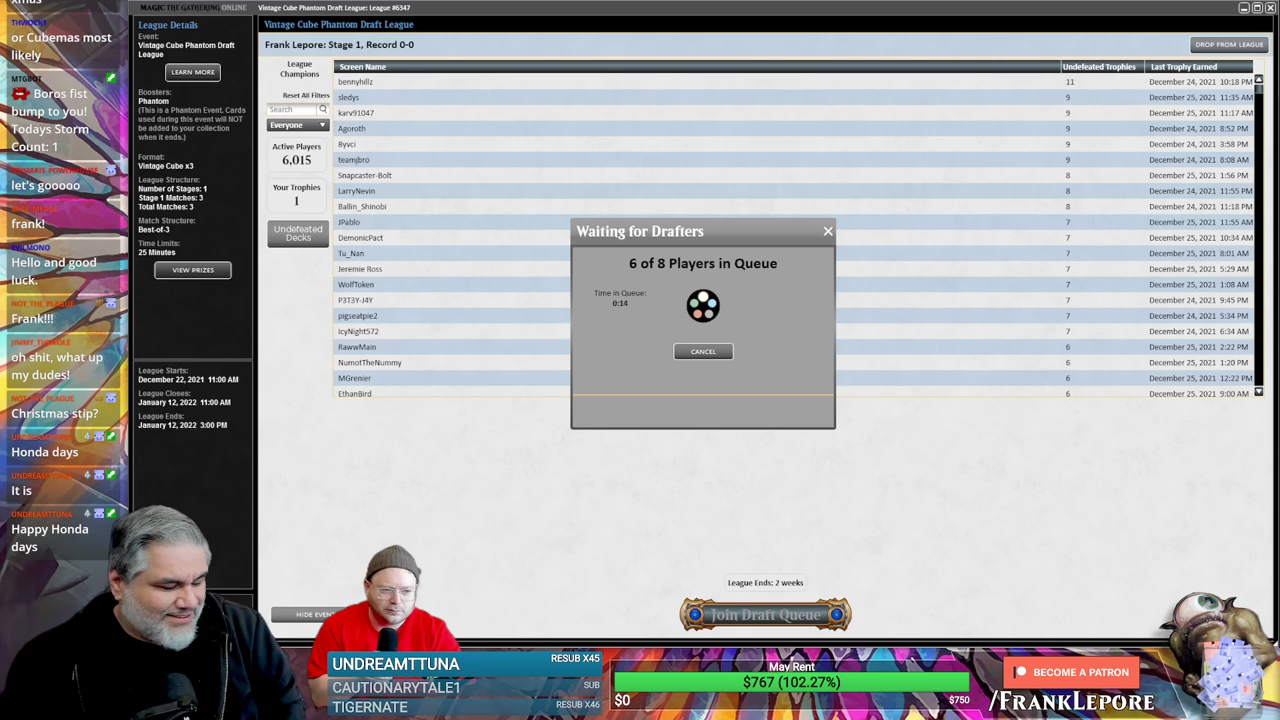 MAGIC THE GATHERING ONLINE
Vintage Cube Phantom Draft League: League #6347
xmas
THWOCK1
or Cubemas most
likely
MTGBOT
Boros fist
bump to you!
Todays Storm
Count: 1
let's gooooo
frank!
EVILMONO
Hello and good
luck.
NOT_THE_PLAGUE
Frank!!!
oh shit, what up
my dudes!
NOT_THE_PLAGUE
Christmas stip?
UNDREAMTTUNA
Honda days
UNDREAMTTUNA
It is
UNDREAMTTUNA
Happy Honda
days
League Details
Event:
Vintage Cube Phantom Draft
League
LEARN MORE
Boosters:
Phantom
(This is a Phantom Event. Cards
used during this event will NOT
be added to your collection
when it ends.)
Format:
Vintage Cube x3
League Structure:
Number of Stages: 1
Stage 1 Matches: 3
Total Matches: 3
Match Structure:
Best-of-3
Time Limits:
25 Minutes
VIEW PRIZES
League Starts:
December 22, 2021 11:00 AM
League Closes:
January 12, 2022 11:00 AM
League Ends:
January 12, 2022 3:00 PM
Vintage Cube Phantom Draft League
Frank Lepore: Stage 1, Record 0-0
DROP FROM LEAGUE
League
Champions
Reset All Filters
Search
Everyone
Active Players
6,015
Your Trophies
1
Undefeated
Decks
Screen Name Undefeated Trophies Last Trophy Earned
bennyhillz 11 December 24, 2021 10:18 PM
sledys 9 December 25, 2021 11:35 AM
karv91047 9 December 25, 2021 11:17 AM
Agoroth 9 December 24, 2021 8:52 PM
Byvci 9 December 24, 2021 3:58 PM
teamjbro 9 December 24, 2021 8:08 AM
Snapcaster-Bolt 8 December 25, 2021 1:56 PM
LarryNevin 8 December 24, 2021 11:55 PM
Ballin_Shinobi 8 December 24, 2021 11:18 PM
JPablo 7 December 25, 2021 11:55 AM
DemonicPact 7 December 25, 2021 10:34 AM
Tu_Nan 7 December 25, 2021 8:01 AM
Jeremie Ross 7 December 25, 2021 5:29 AM
WolfToken 7 December 25, 2021 1:08 AM
P3T3Y-J4Y 7 December 24, 2021 9:45 PM
pigseatpie2 7 December 24, 2021 5:34 PM
IcyNight572 7 December 24, 2021 6:34 AM
RawwMain 6 December 25, 2021 2:22 PM
NumofTheNummy 6 December 25, 2021 1:20 PM
MGrenier 6 December 25, 2021 12:22 PM
EthanBird 6 December 25, 2021 9:00 AM
Waiting for Drafters
6 of 8 Players in Queue
Time in Queue:
0:14
CANCEL
League Ends: 2 weeks
Join Draft Queue
HIDE EVEN
UNDREAMTTUNA RESUB X45
CAUTIONARYTALE1 SUB
TIGERNATE RESUB X46
May Rent
$767 (102.27%)
$0 $750
BECOME A PATRON
/FRANKLEPORE